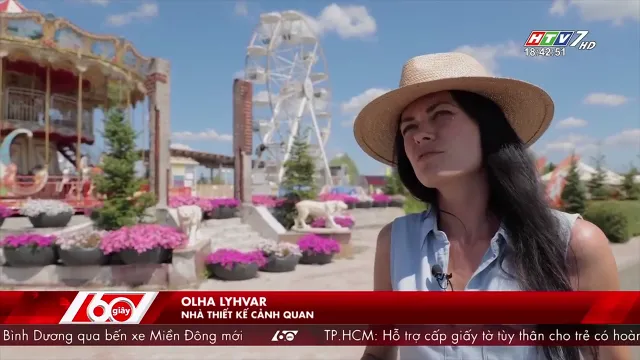 HTV7 HD
18:42:51
60 giây
OLHA LYHVAR
NHÀ THIẾT KẾ CẢNH QUAN
Bình Dương qua bến xe Miền Đông mới 60 TP.HCM: Hỗ trợ cấp giấy tờ tùy thân cho trẻ có hoàn